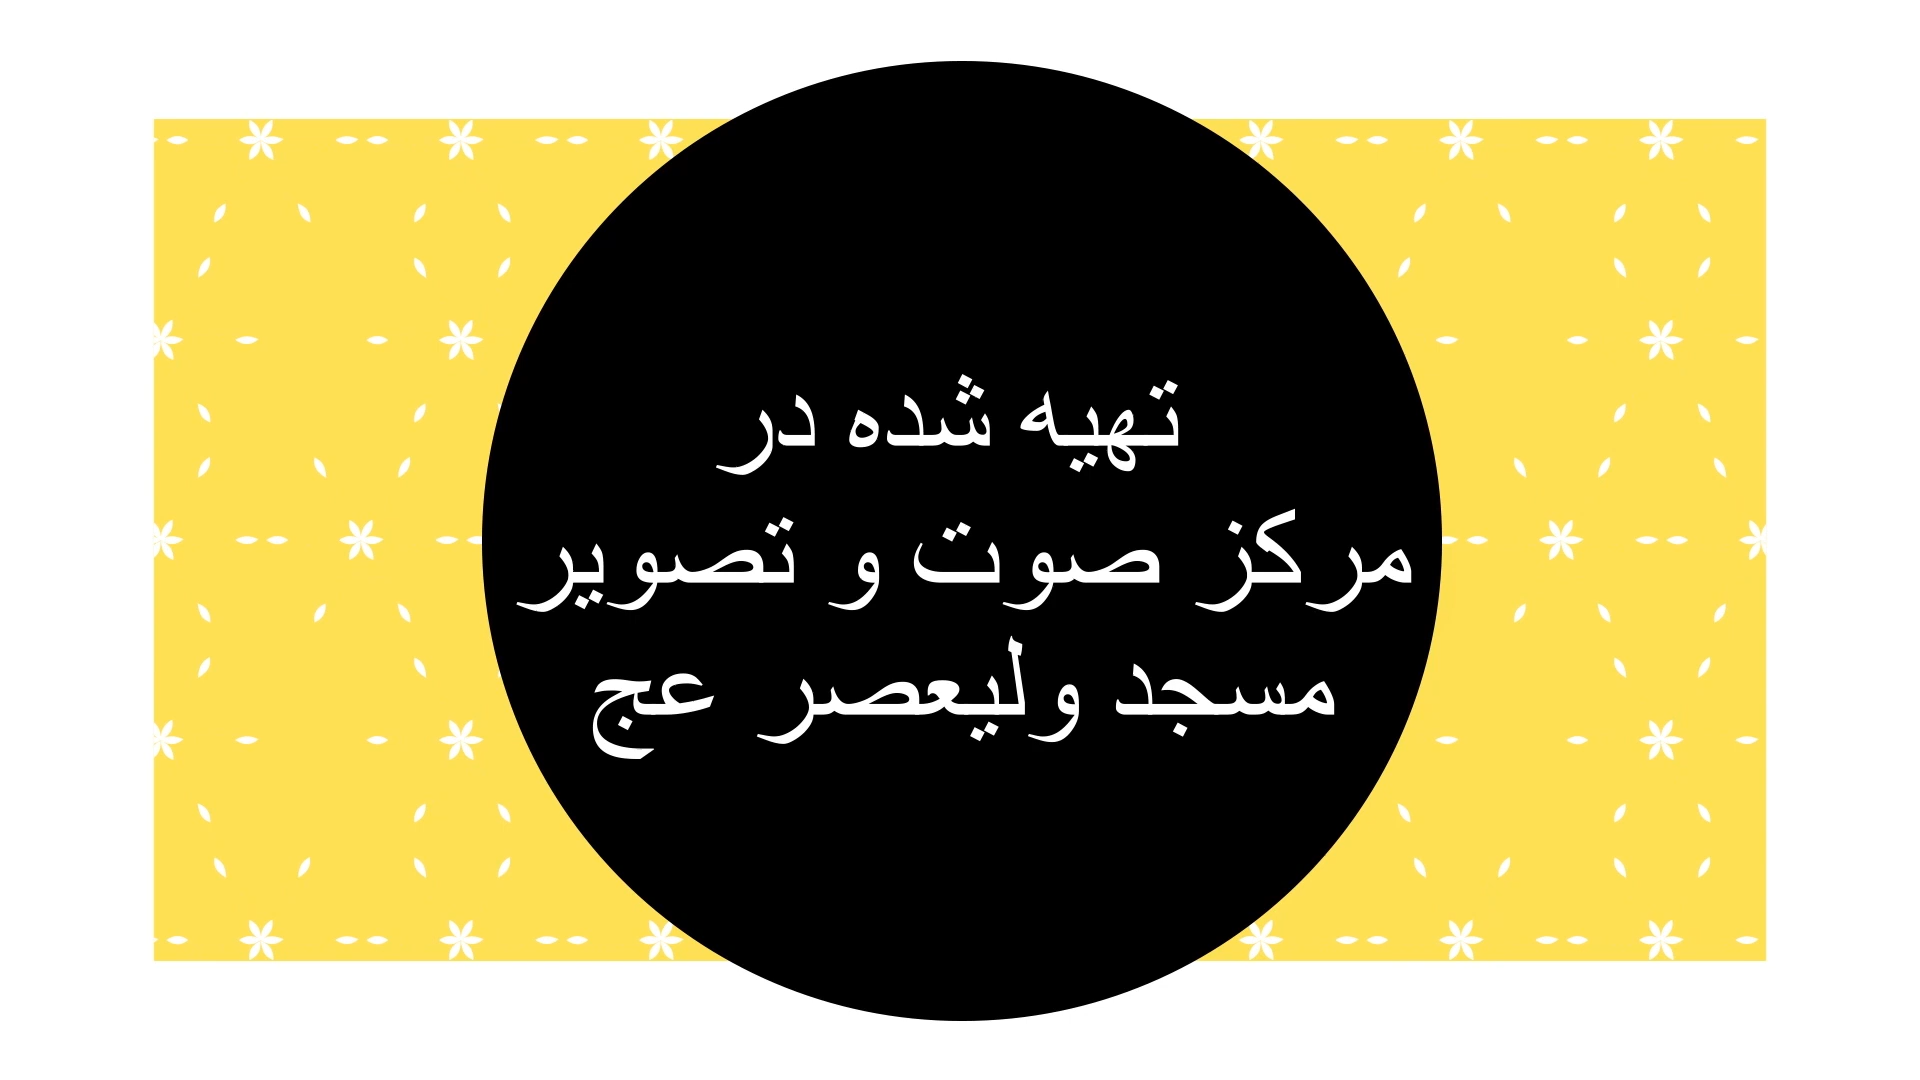 تهیه شده در
مرکز صوت و تصویر
مسجد ولیعصر عج